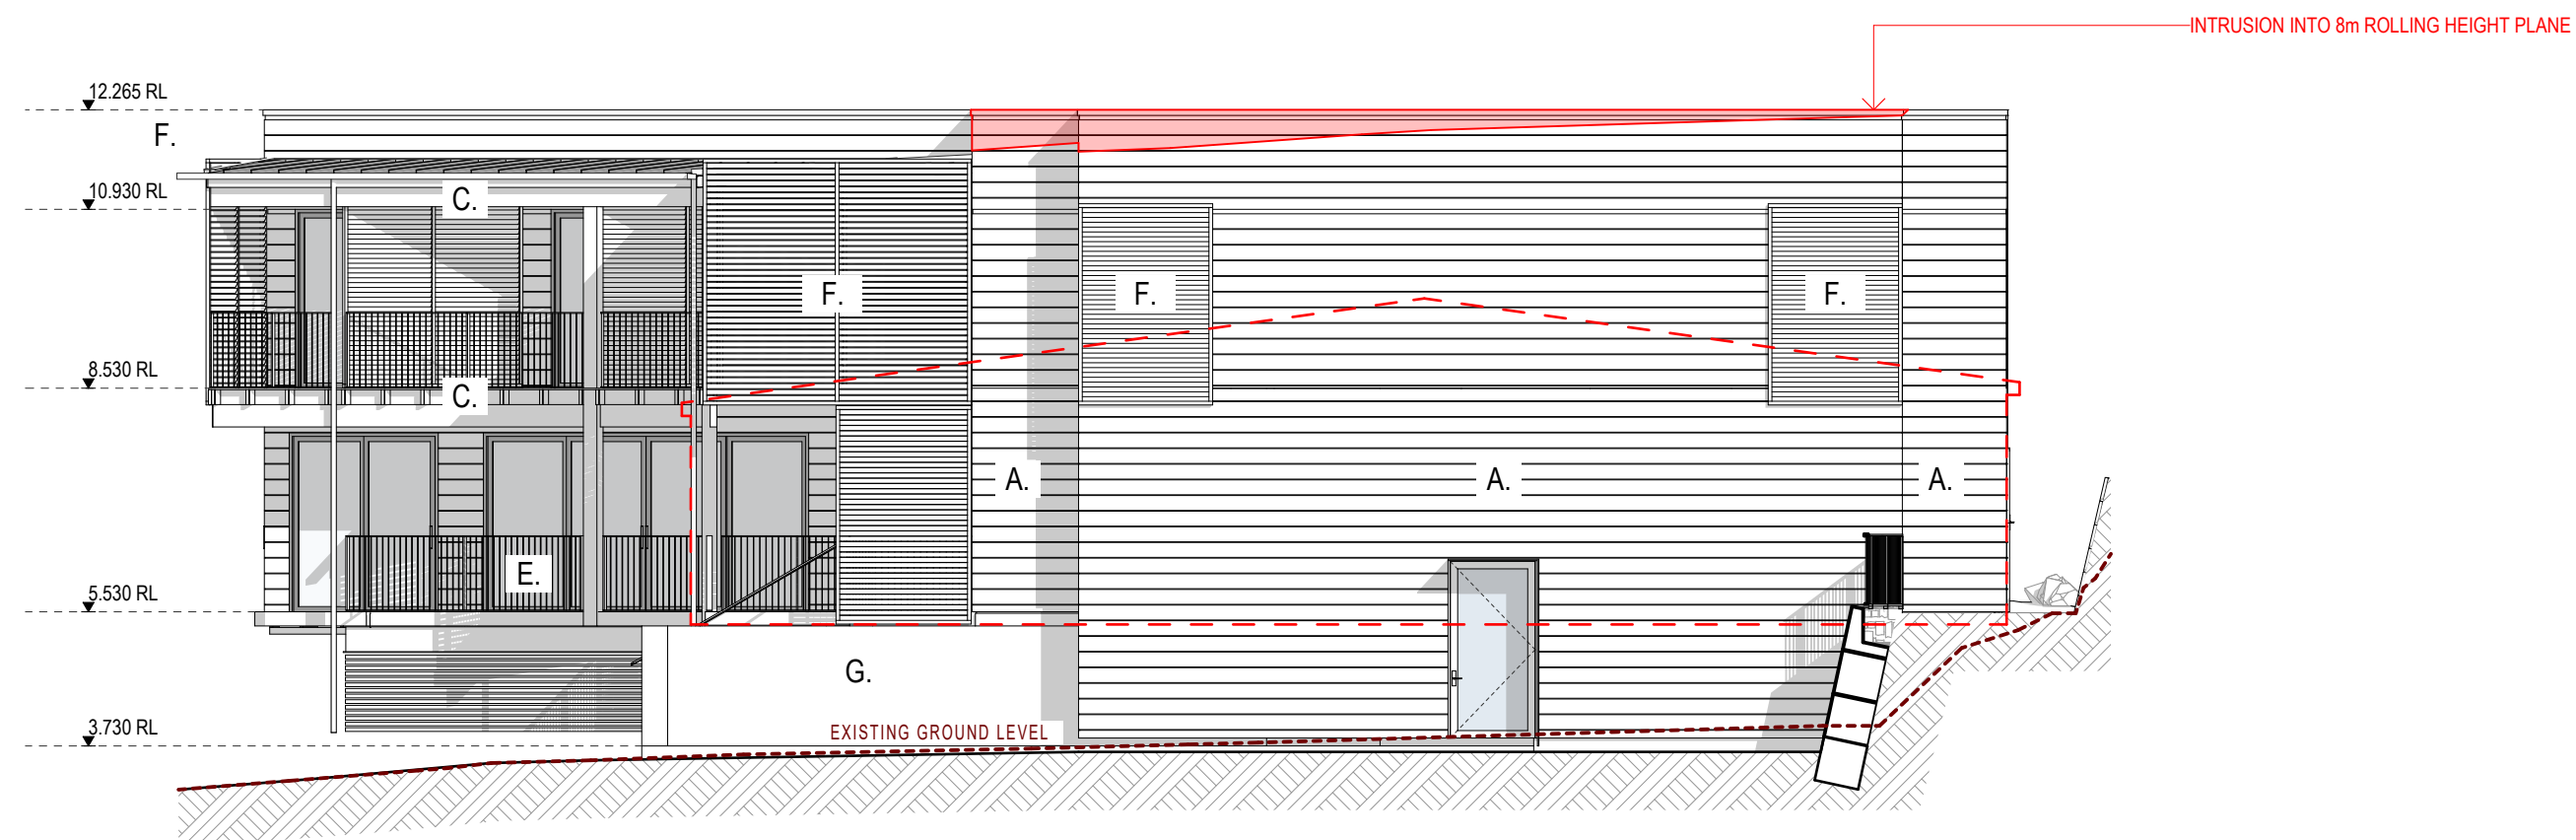 INTRUSION INTO 8m ROLLING HEIGHT PLANE
12.265 RL
F.
10.930 RL
C.
F.
F.
F.
8.530 RL
C.
A.
A.
A.
E.
5.530 RL
G.
3.730 RL
EXISTING GROUND LEVEL